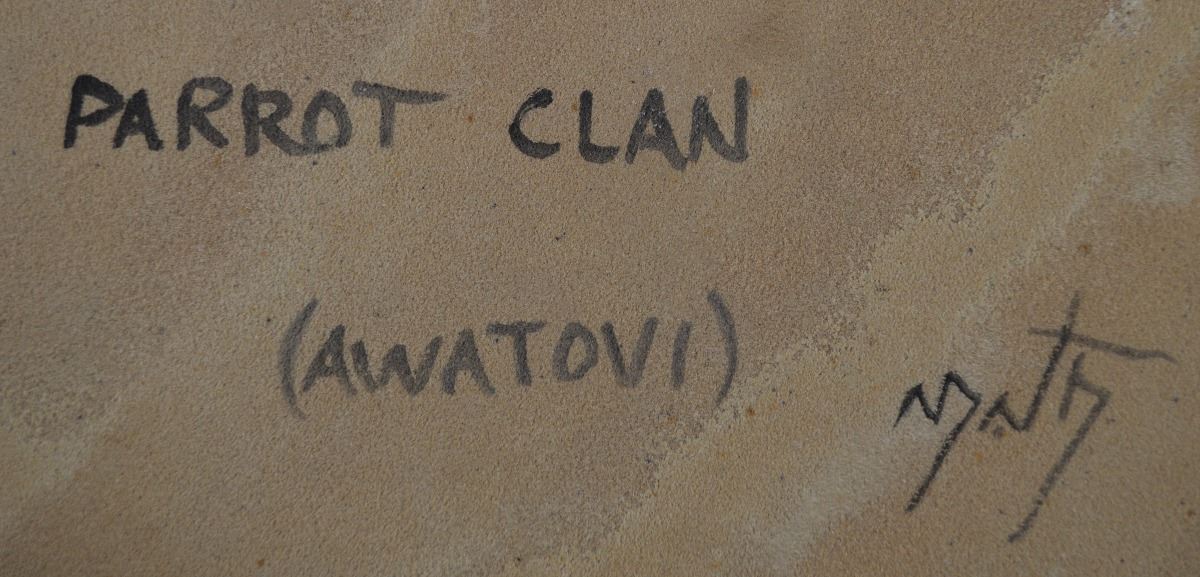 PARROT CLAN
(AWATOVI)